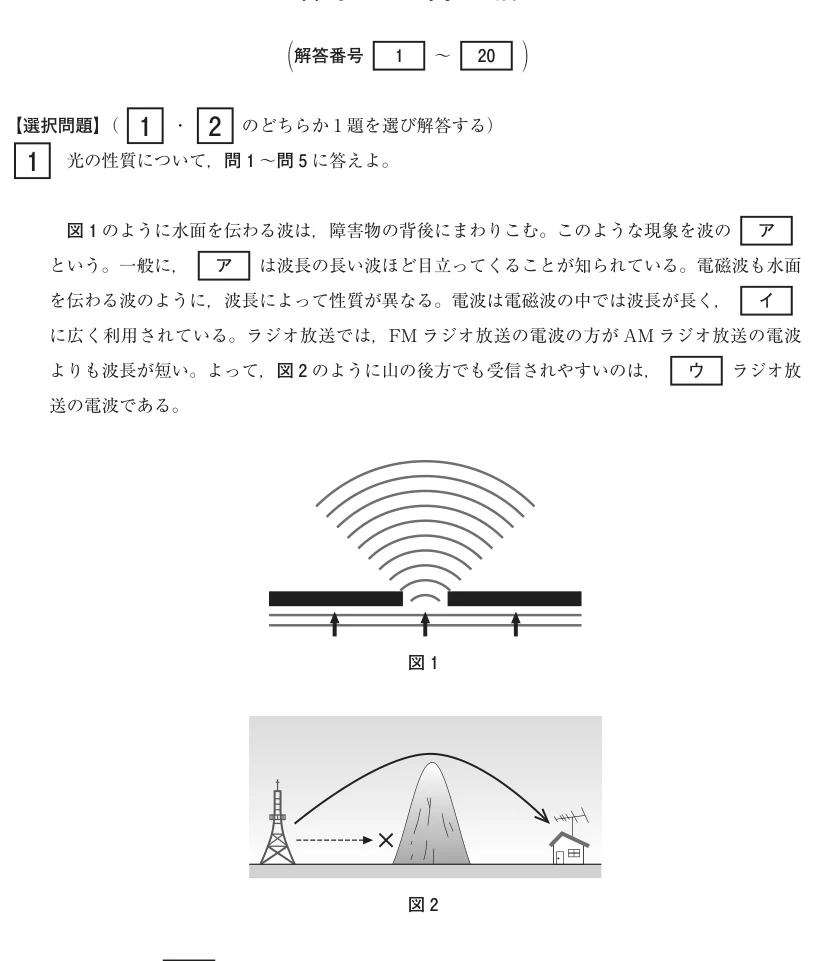 (解答番号 1 ～ 20)
【選択問題】( 1 ・ 2 のどちらか1題を選び解答する)
1 光の性質について，問1～問5に答えよ。
図1のように水面を伝わる波は，障害物の背後にまわりこむ。このような現象を波の ア
という。一般に， ア は波長の長い波ほど目立ってくることが知られている。電磁波も水面
を伝わる波のように，波長によって性質が異なる。電波は電磁波の中では波長が長く， イ
に広く利用されている。ラジオ放送では，FMラジオ放送の電波の方がAMラジオ放送の電波
よりも波長が短い。よって，図2のように山の後方でも受信されやすいのは， ウ ラジオ放
送の電波である。
図1
図2